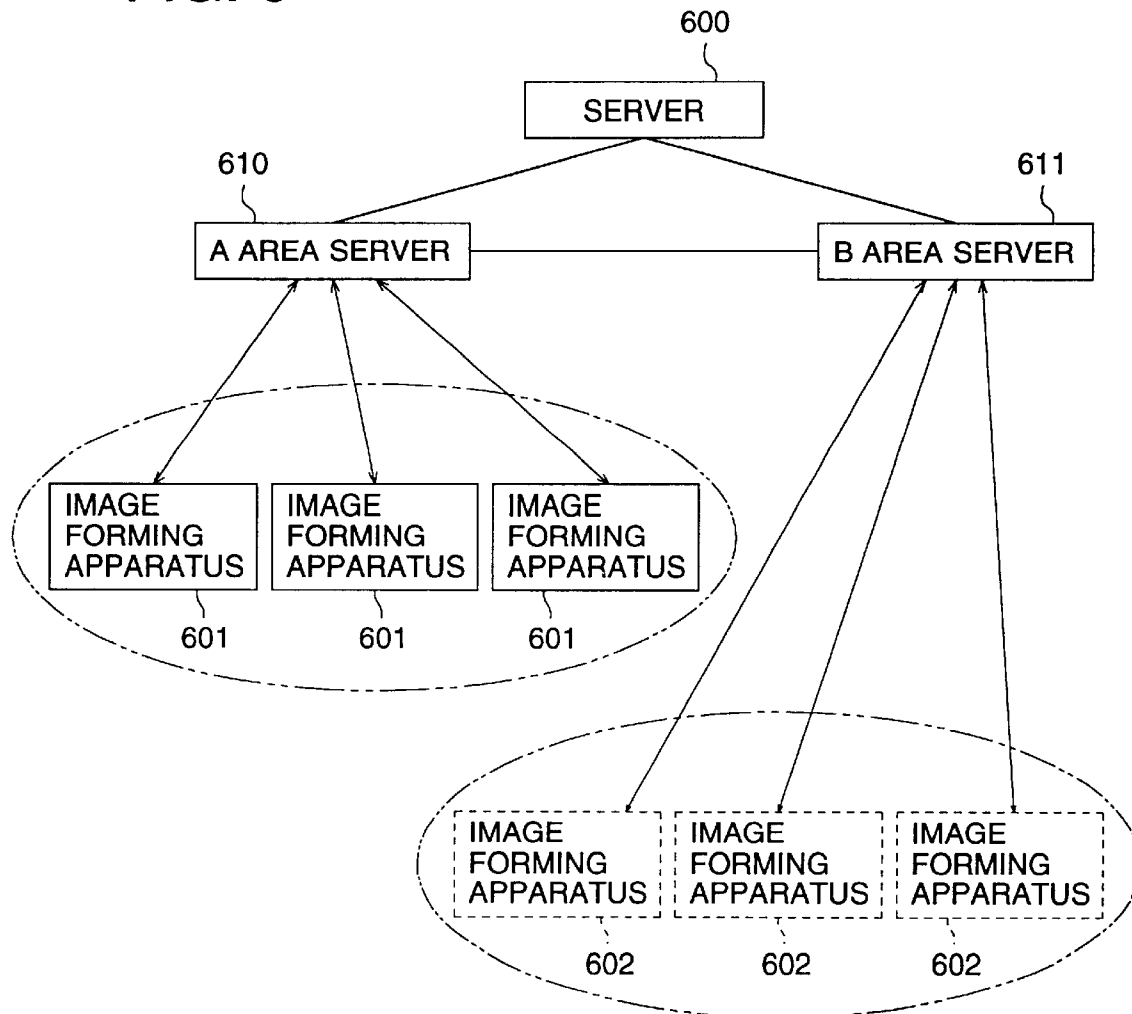 600
SERVER
610
611
A AREA SERVER
B AREA SERVER
IMAGE
FORMING
APPARATUS
IMAGE
FORMING
APPARATUS
IMAGE
FORMING
APPARATUS
601
601
601
IMAGE
FORMING
APPARATUS
IMAGE
FORMING
APPARATUS
IMAGE
FORMING
APPARATUS
602
602
602